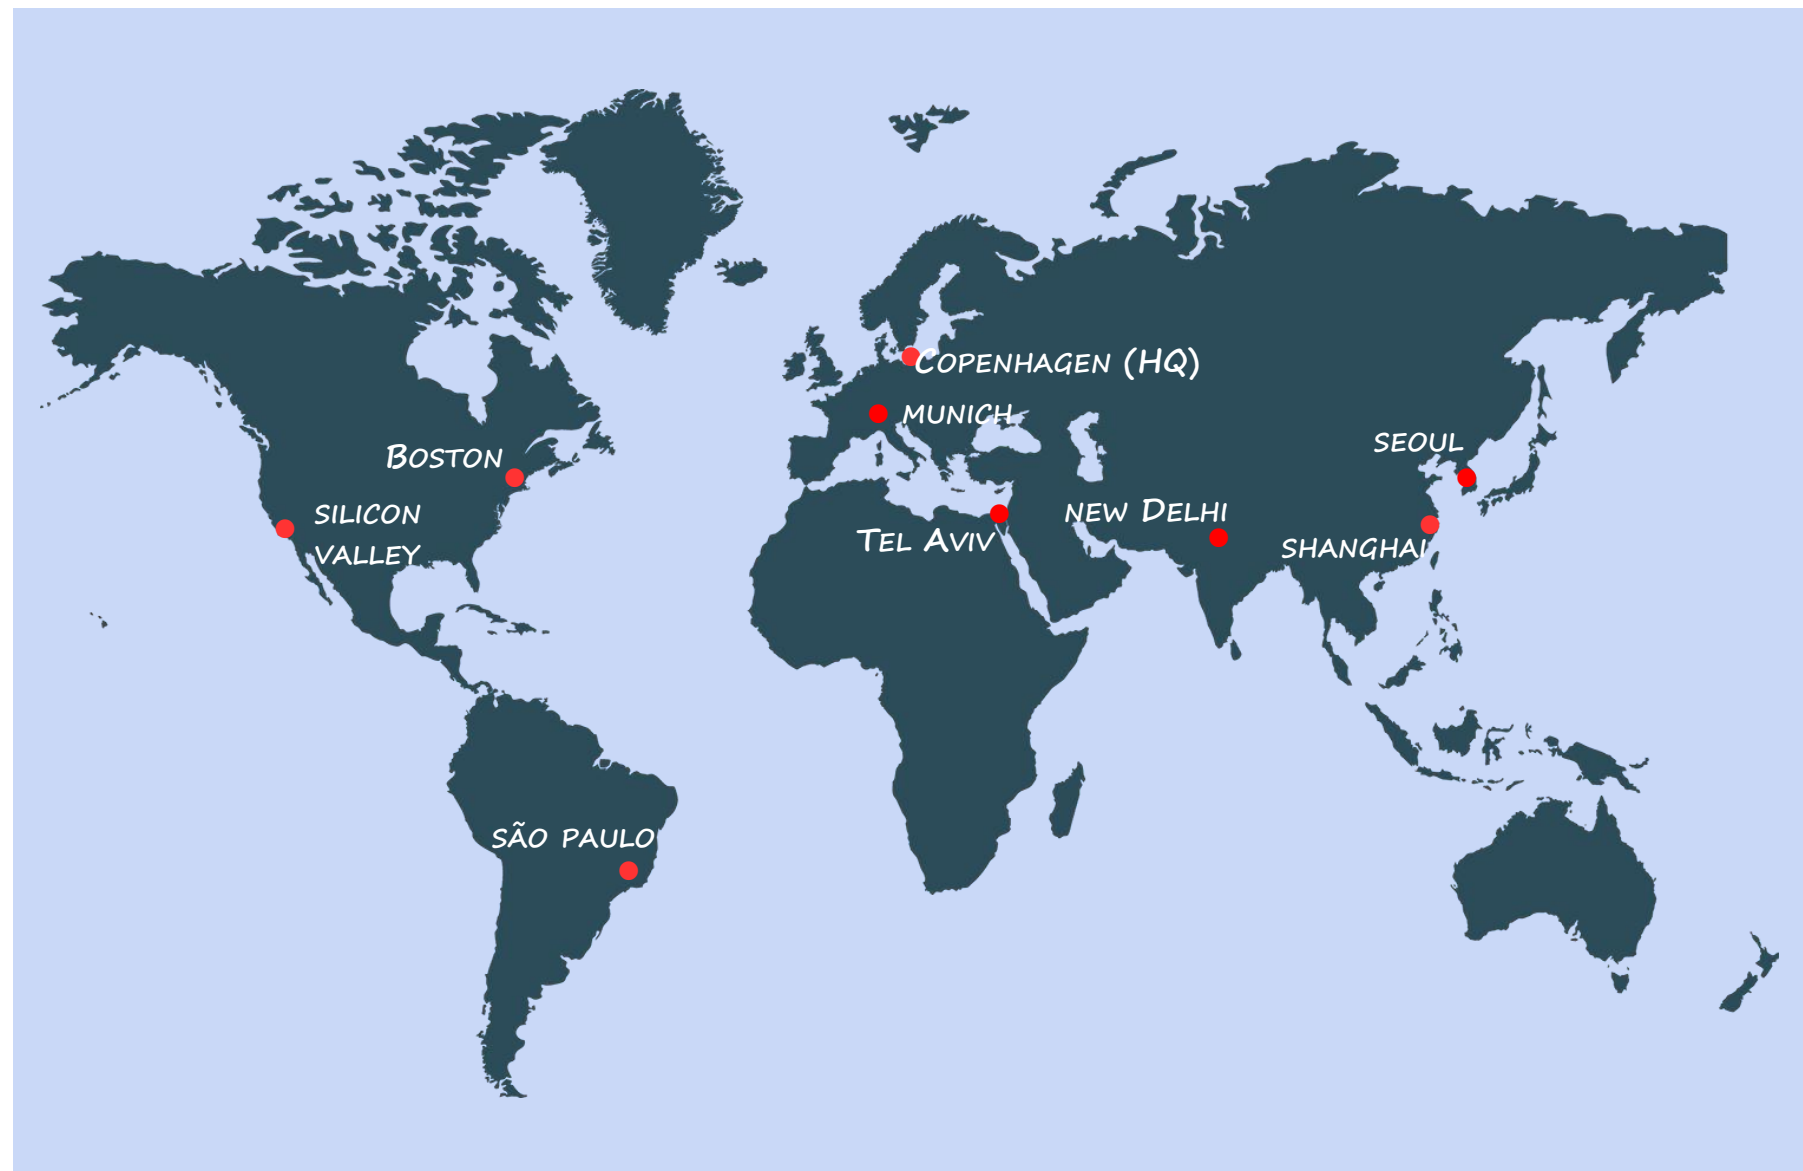 COPENHAGEN (HQ)
MUNICH
BOSTON
SEOUL
SILICON
VALLEY
NEW DELHI
TEL AVIV
SHANGHAI
SÃO PAULO